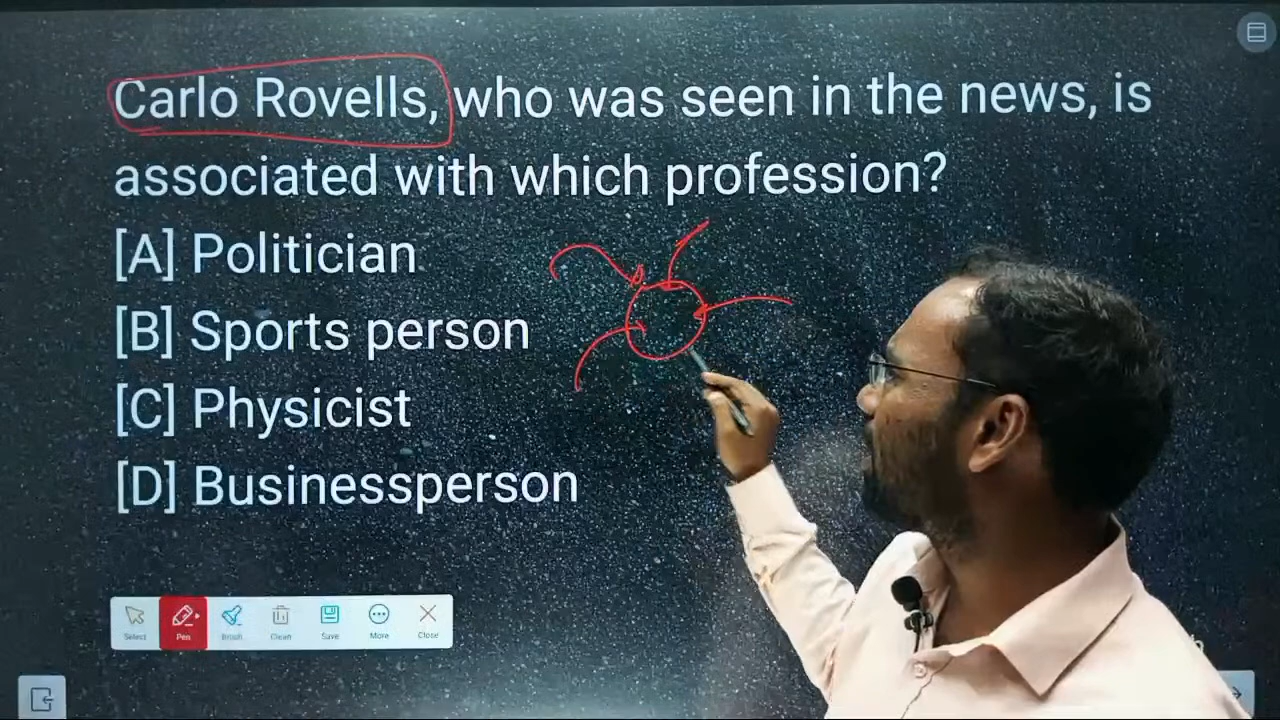 Carlo Rovells, who was seen in the news, is
associated with which profession?
[A] Politician
[B] Sports person
[C] Physicist
[D] Businessperson
Select Pen Brush Clean Save More Close